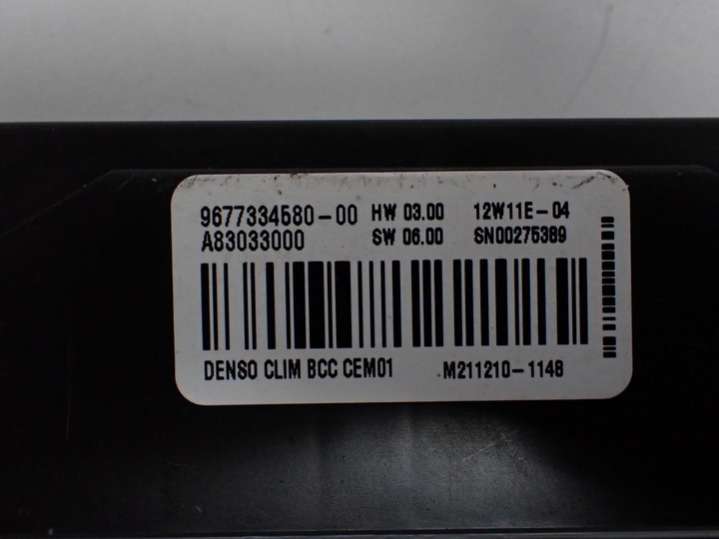 9677334580-00 HW 03.00 12W11E-04
A83033000 SW 06.00 SN00275389
DENSO CLIM BCC CEM01 M211210-1148